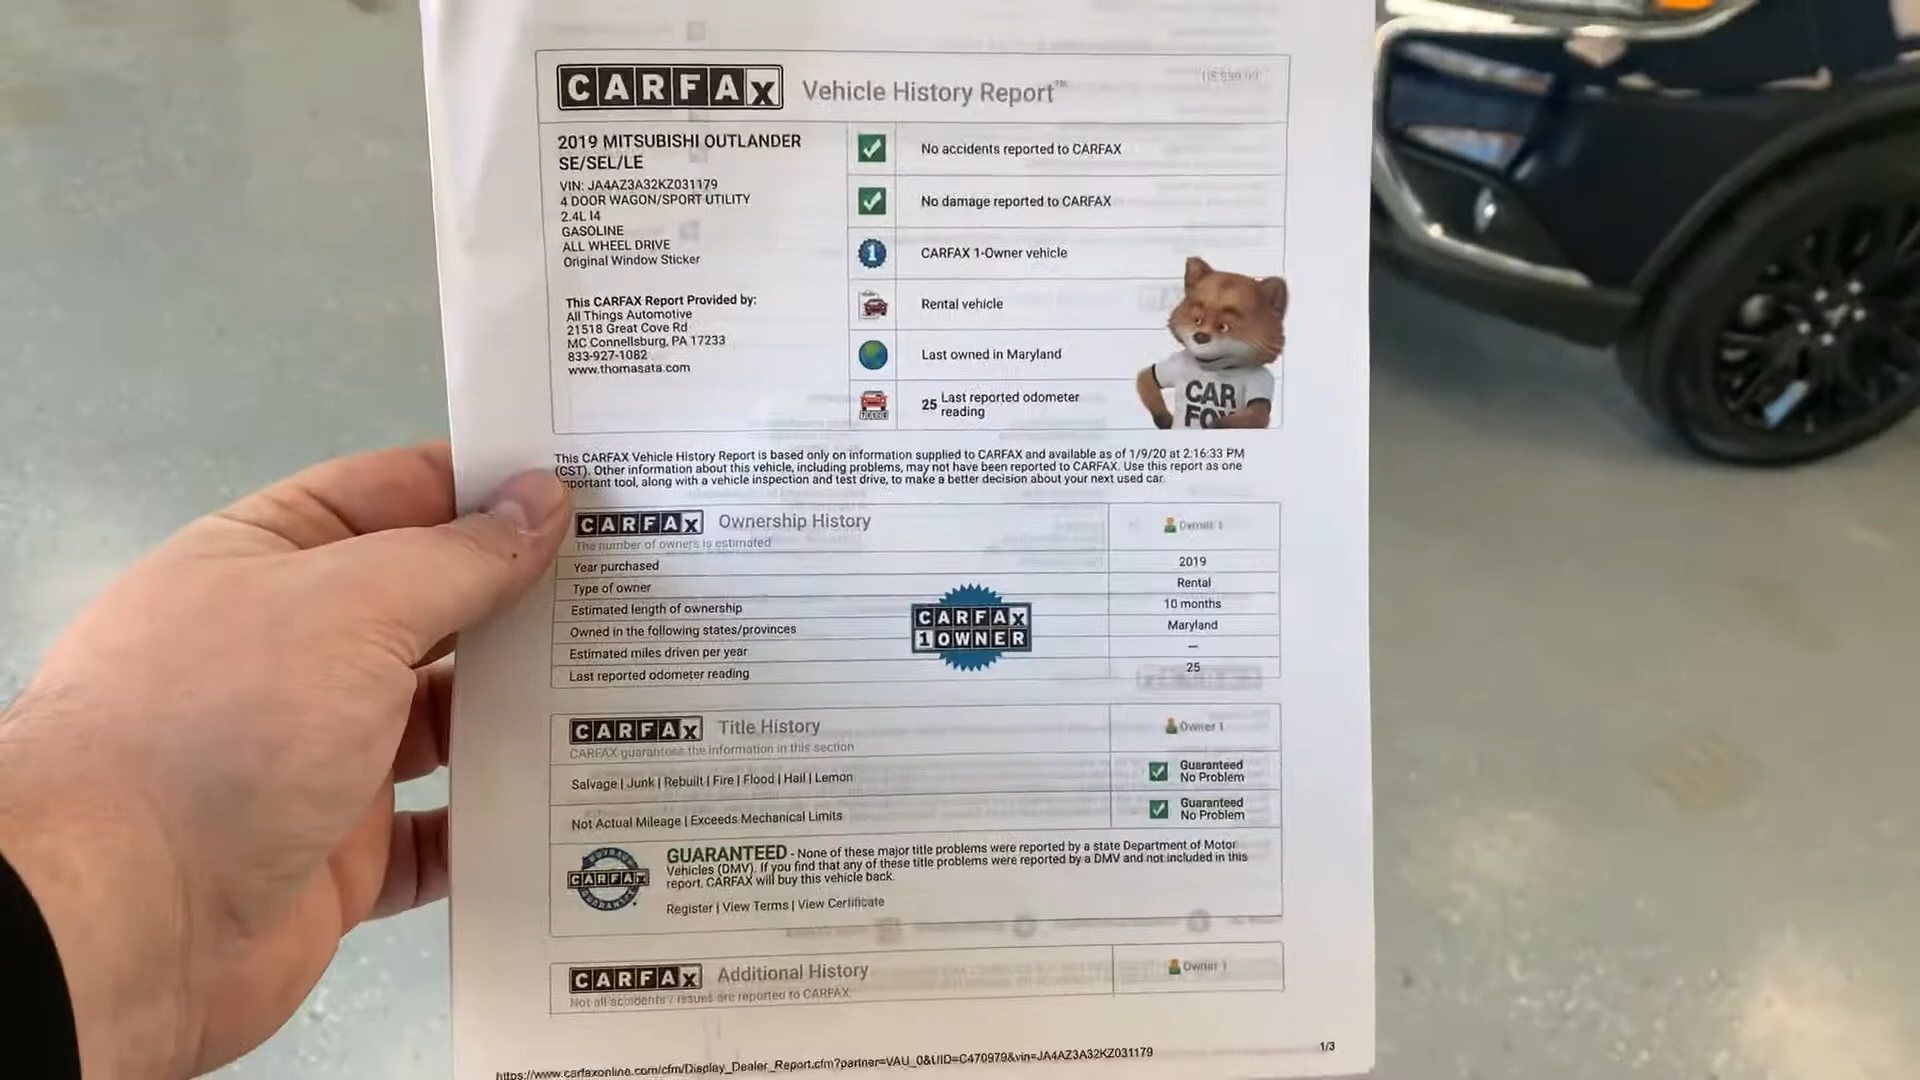 CARFAX Vehicle History Report™
US $39.99
2019 MITSUBISHI OUTLANDER
SE/SEL/LE
VIN: JA4AZ3A32KZ031179
4 DOOR WAGON/SPORT UTILITY
2.4L I4
GASOLINE
ALL WHEEL DRIVE
Original Window Sticker
This CARFAX Report Provided by:
All Things Automotive
21518 Great Cove Rd
MC Connellsburg, PA 17233
833-927-1082
www.thomasata.com
No accidents reported to CARFAX
No damage reported to CARFAX
1 CARFAX 1-Owner vehicle
Rental vehicle
Last owned in Maryland
25 Last reported odometer
reading
CAR
FOX
This CARFAX Vehicle History Report is based only on information supplied to CARFAX and available as of 1/9/20 at 2:16:33 PM
(CST). Other information about this vehicle, including problems, may not have been reported to CARFAX. Use this report as one
mportant tool, along with a vehicle inspection and test drive, to make a better decision about your next used car.
CARFAX Ownership History
The number of owners is estimated
Owner 1
Year purchased 2019
Type of owner Rental
Estimated length of ownership 10 months
Owned in the following states/provinces Maryland
Estimated miles driven per year —
Last reported odometer reading 25
CARFAX
1 OWNER
CARFAX Title History
CARFAX guarantees the information in this section
Owner 1
Salvage | Junk | Rebuilt | Fire | Flood | Hail | Lemon
Guaranteed
No Problem
Not Actual Mileage | Exceeds Mechanical Limits
Guaranteed
No Problem
CARFAX
GUARANTEED - None of these major title problems were reported by a state Department of Motor
Vehicles (DMV). If you find that any of these title problems were reported by a DMV and not included in this
report, CARFAX will buy this vehicle back.
Register | View Terms | View Certificate
CARFAX Additional History
Not all accidents / issues are reported to CARFAX
Owner 1
1/3
https://www.carfaxonline.com/cfm/Display_Dealer_Report.cfm?partner=VAU_0&UID=C470979&vin=JA4AZ3A32KZ031179